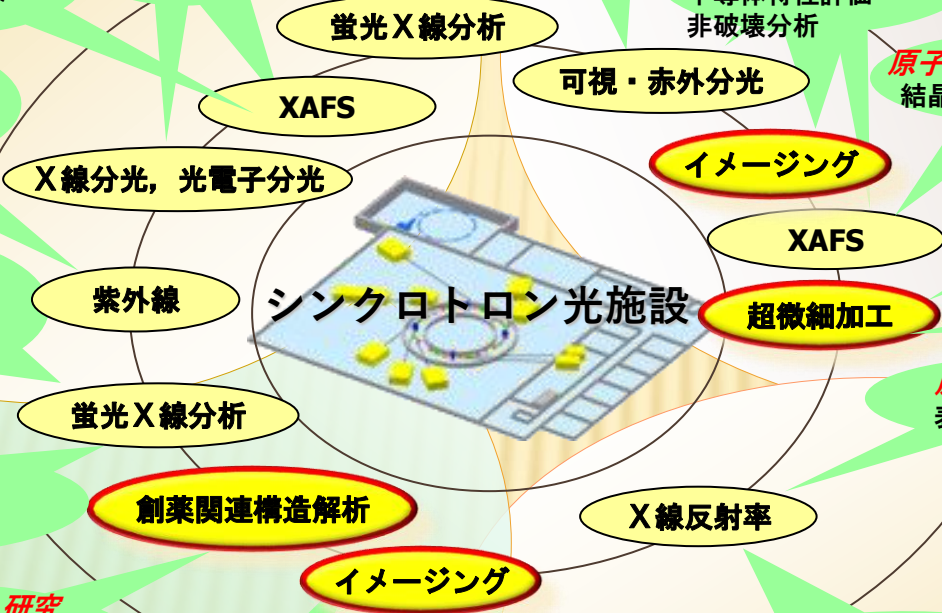 蛍光X線分析
非破壊分析
可視・赤外分光
原子
結晶
XAFS
イメージング
X線分光，光電子分光
XAFS
紫外線
シンクロトロン光施設
超微細加工
蛍光X線分析
創薬関連構造解析
X線反射率
イメージング
研究